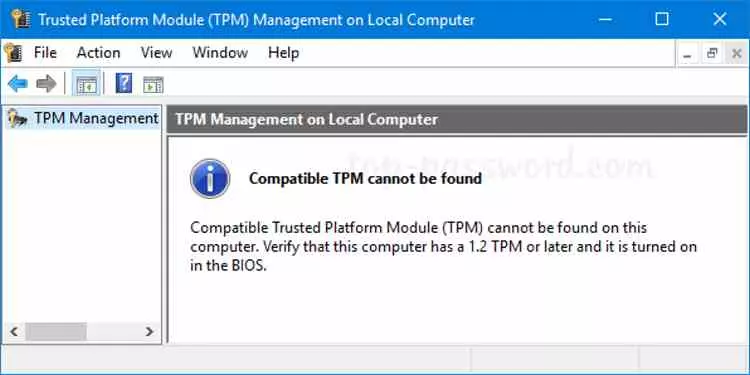 Trusted Platform Module (TPM) Management on Local Computer
File Action View Window Help
TPM Management
TPM Management on Local Computer
top-password.com
Compatible TPM cannot be found
Compatible Trusted Platform Module (TPM) cannot be found on this
computer. Verify that this computer has a 1.2 TPM or later and it is turned on
in the BIOS.